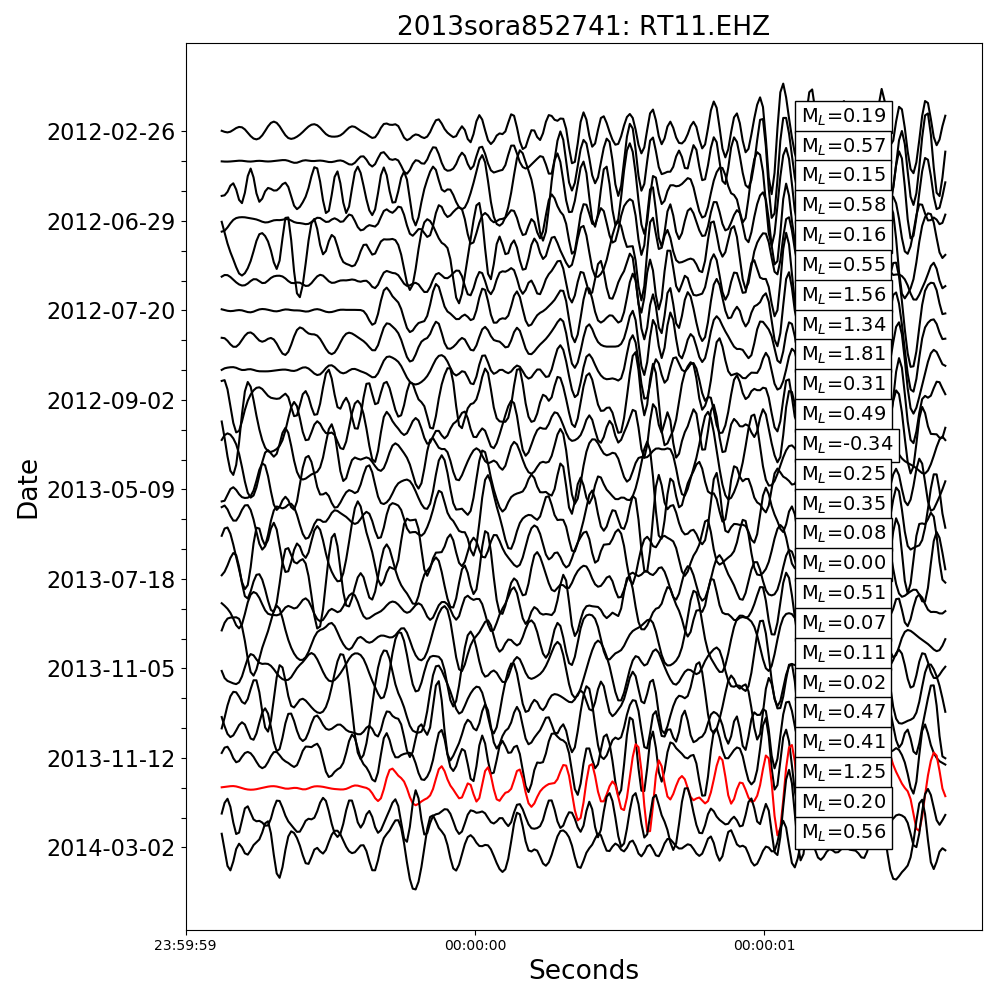 2013sora852741: RT11.EHZ
Date
2012-02-26
2012-06-29
2012-07-20
2012-09-02
2013-05-09
2013-07-18
2013-11-05
2013-11-12
2014-03-02
M_L=0.19
M_L=0.57
M_L=0.15
M_L=0.58
M_L=0.16
M_L=0.55
M_L=1.56
M_L=1.34
M_L=1.81
M_L=0.31
M_L=0.49
M_L=-0.34
M_L=0.25
M_L=0.35
M_L=0.08
M_L=0.00
M_L=0.51
M_L=0.07
M_L=0.11
M_L=0.02
M_L=0.47
M_L=0.41
M_L=1.25
M_L=0.20
M_L=0.56
23:59:59
00:00:00
00:00:01
Seconds